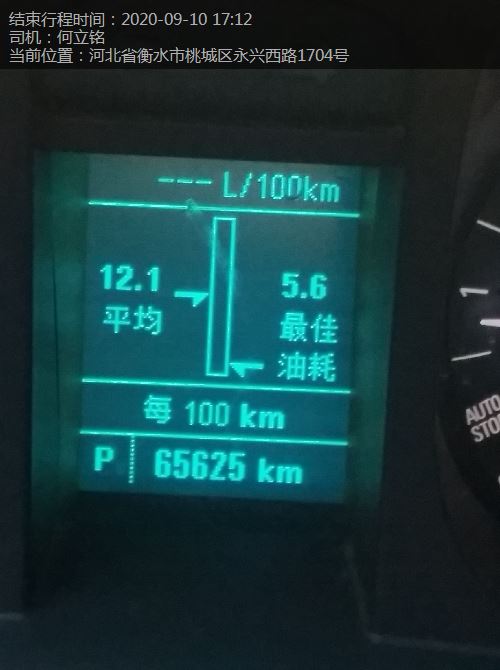 结束行程时间：2020-09-10 17:12
司机：何立铭
当前位置：河北省衡水市桃城区永兴西路1704号
--- L/100km
12.1
平均
5.6
最佳
油耗
每 100 km
P 65625 km
1
AUTO
STOP